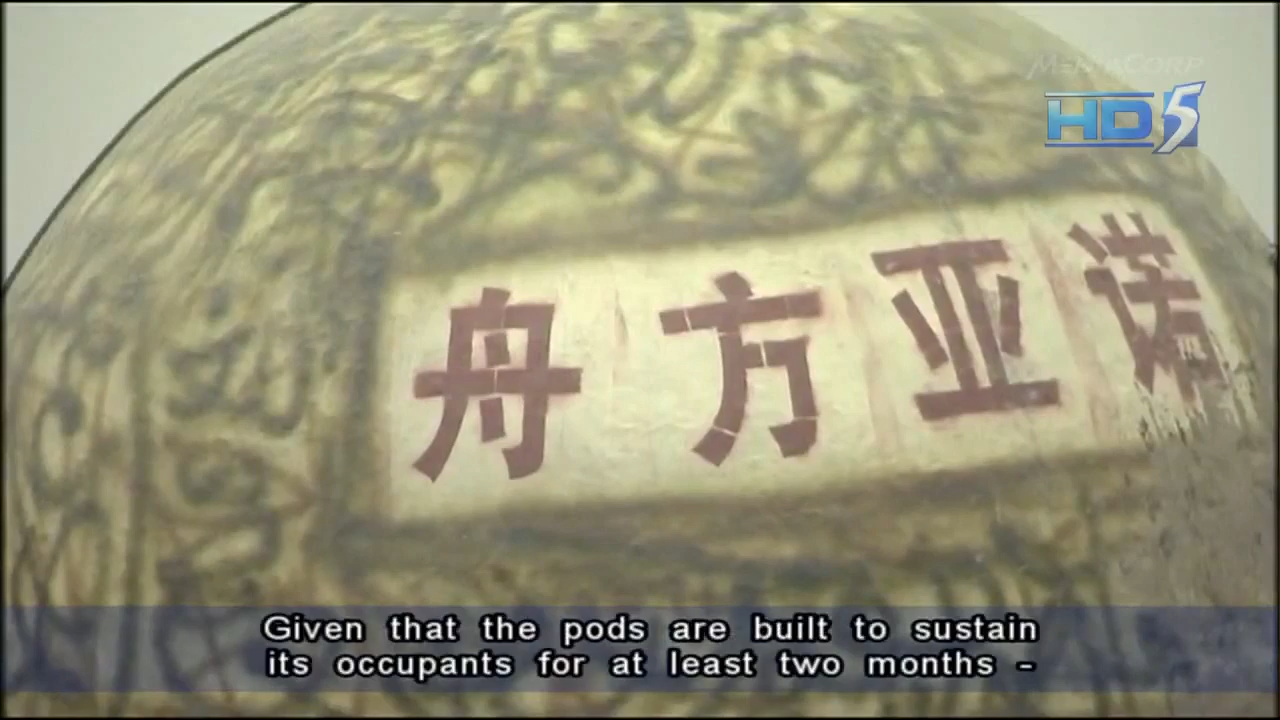 MEDIACORP
HD5
舟方亚诺
Given that the pods are built to sustain
its occupants for at least two months -